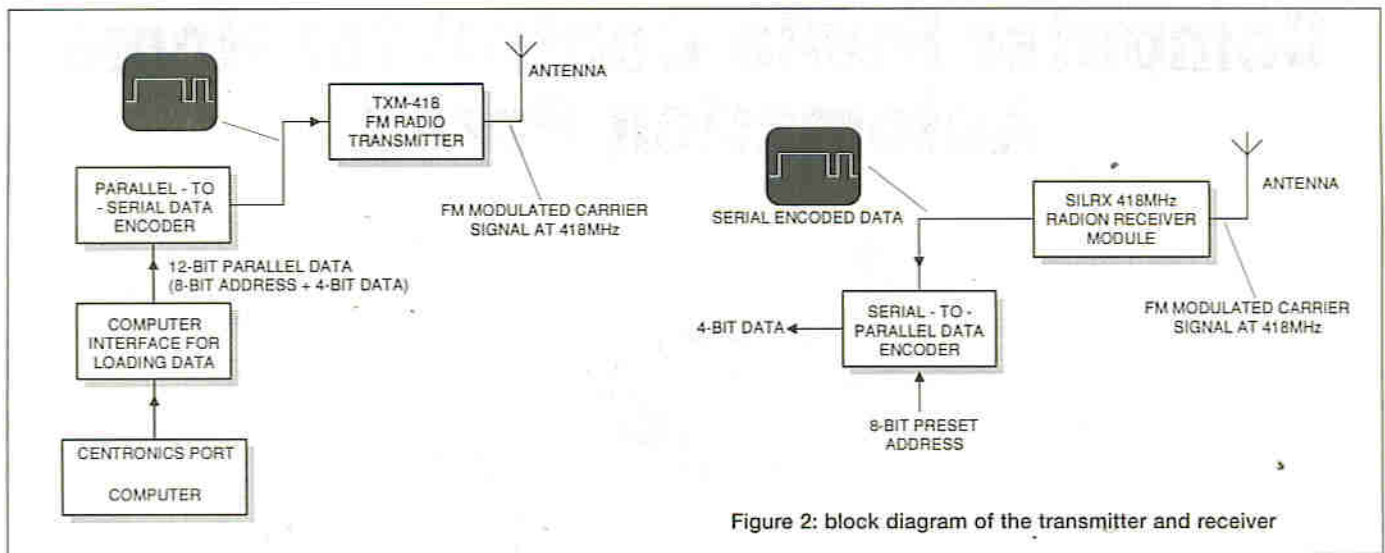 ANTENNA
TXM-418
FM RADIO
TRANSMITTER
PARALLEL - TO
- SERIAL DATA
ENCODER
FM MODULATED CARRIER
SIGNAL AT 418MHz
12-BIT PARALLEL DATA
(8-BIT ADDRESS + 4-BIT DATA)
COMPUTER
INTERFACE FOR
LOADING DATA
CENTRONICS PORT
COMPUTER
SERIAL ENCODED DATA
SILRX 418MHz
RADION RECEIVER
MODULE
ANTENNA
4-BIT DATA
SERIAL - TO -
PARALLEL DATA
ENCODER
FM MODULATED CARRIER
SIGNAL AT 418MHz
8-BIT PRESET
ADDRESS
Figure 2: block diagram of the transmitter and receiver